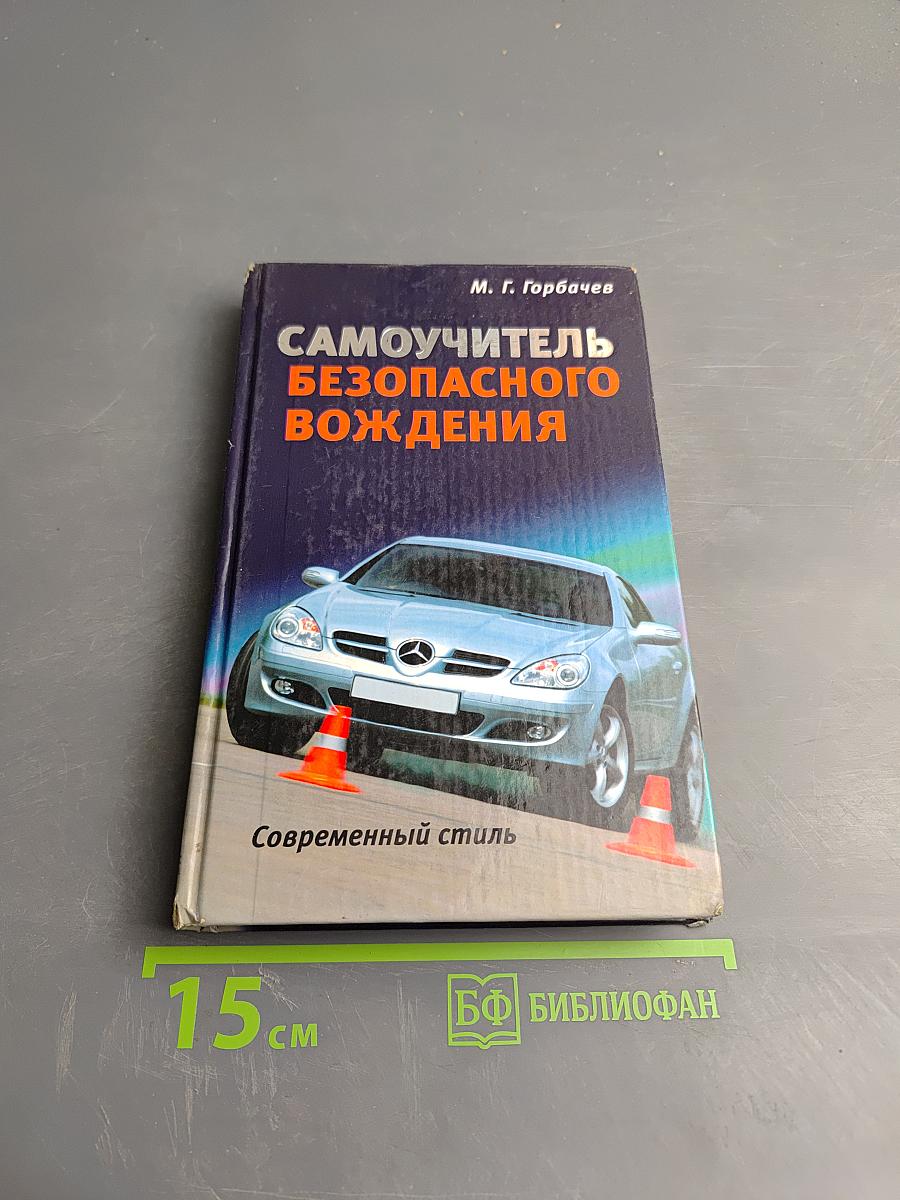 М. Г. Горбачев
САМОУЧИТЕЛЬ
БЕЗОПАСНОГО
ВОЖДЕНИЯ
Современный стиль
15 см
БФ БИБЛИОФАН